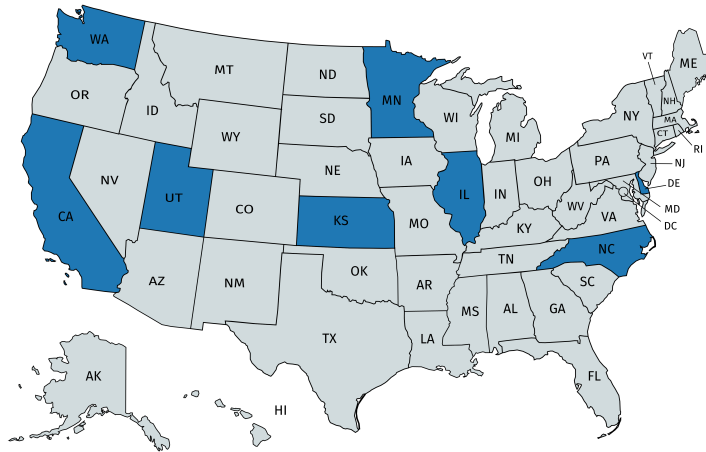 WA
MT
ND
MN
VT
ME
OR
ID
SD
WI
MI
NY
NH
MA
CT
RI
WY
NE
IA
PA
NJ
NV
UT
CO
KS
IL
IN
OH
DE
MD
DC
CA
MO
KY
WV
VA
AZ
NM
OK
AR
TN
NC
SC
TX
LA
MS
AL
GA
AK
HI
FL